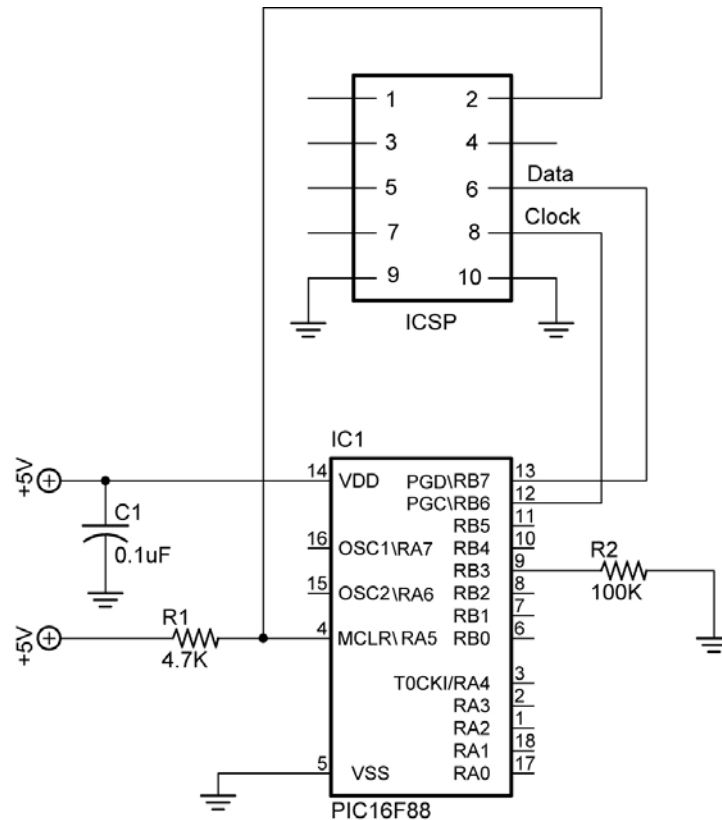 1 2
3 4
5 6 Data
7 8 Clock
9 10
ICSP
IC1
+5V 14 VDD PGD\RB7 13
PGC\RB6 12
C1 RB5 11
0.1uF 16 OSC1\RA7 RB4 10
RB3 9 R2
15 OSC2\RA6 RB2 8 100K
R1 RB1 7
+5V 4.7K 4 MCLR\RA5 RB0 6
T0CKI/RA4 3
RA3 2
RA2 1
RA1 18
5 VSS RA0 17
PIC16F88